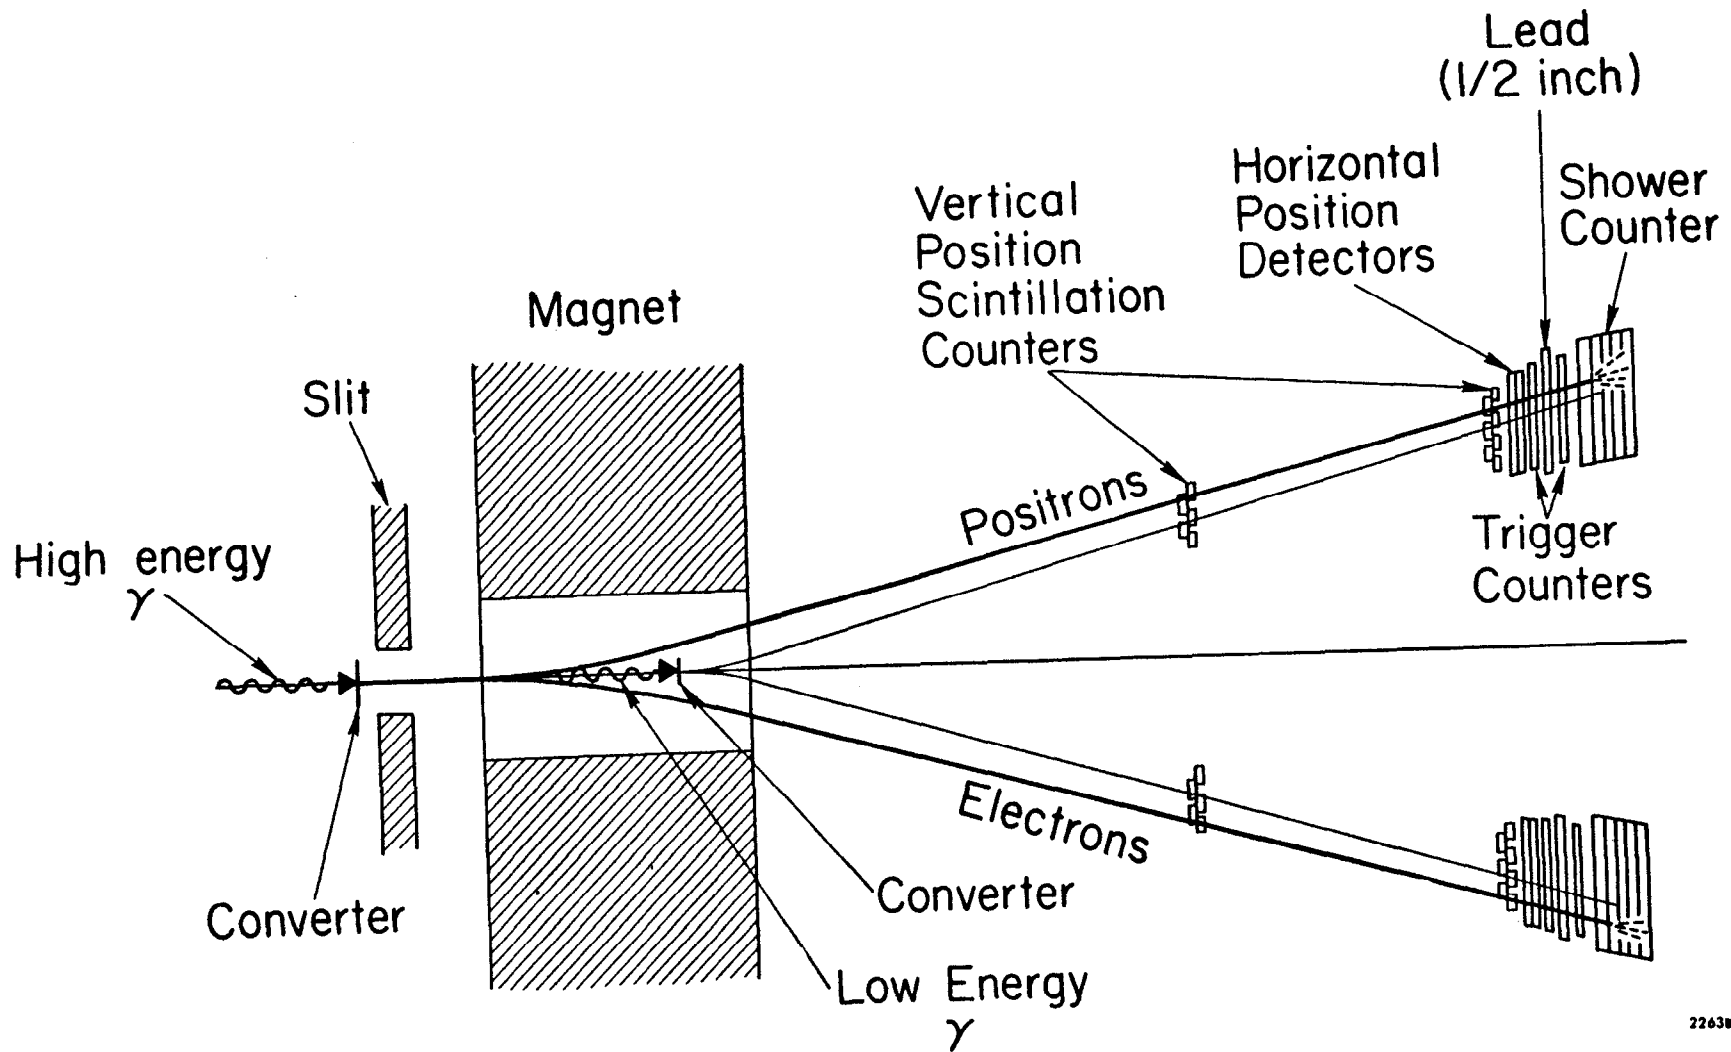 Lead
(1/2 inch)
Horizontal
Position
Detectors
Shower
Counter
Vertical
Position
Scintillation
Counters
Magnet
Slit
High energy
γ
Positrons
Trigger
Counters
Electrons
Converter
Converter
Low Energy
γ